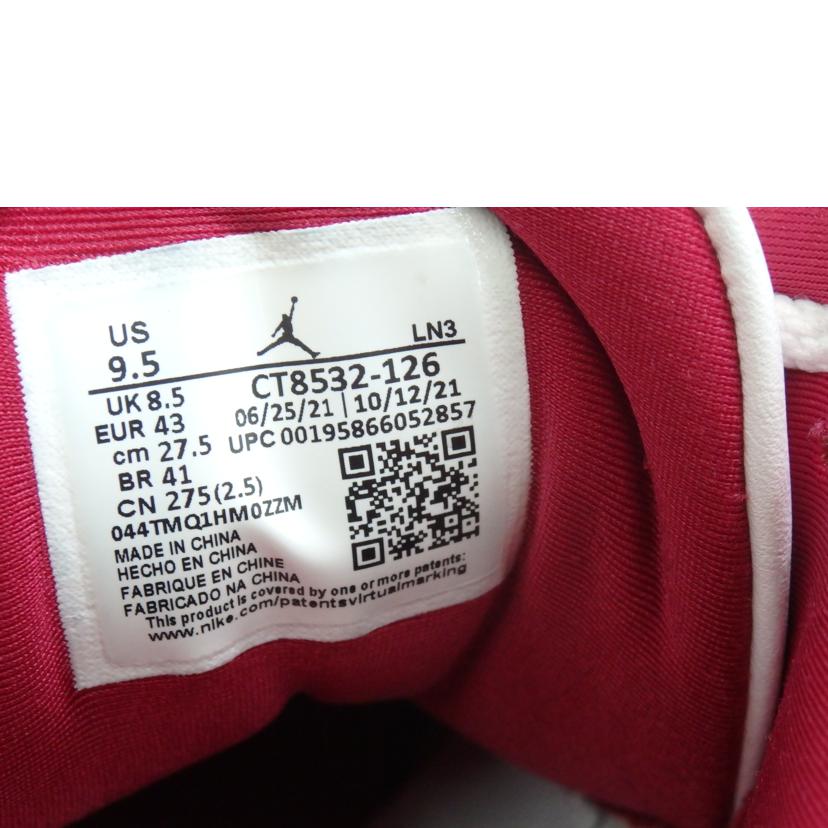 US
9.5
LN3
UK 8.5
CT8532-126
EUR 43
06/25/21 | 10/12/21
cm 27.5
UPC 00195866052857
BR 41
CN 275(2.5)
044TMQ1HM0ZZM
MADE IN CHINA
HECHO EN CHINA
FABRIQUE EN CHINE
FABRICADO NA CHINA
This product is covered by one or more patents:
www.nike.com/patentsvirtualmarking